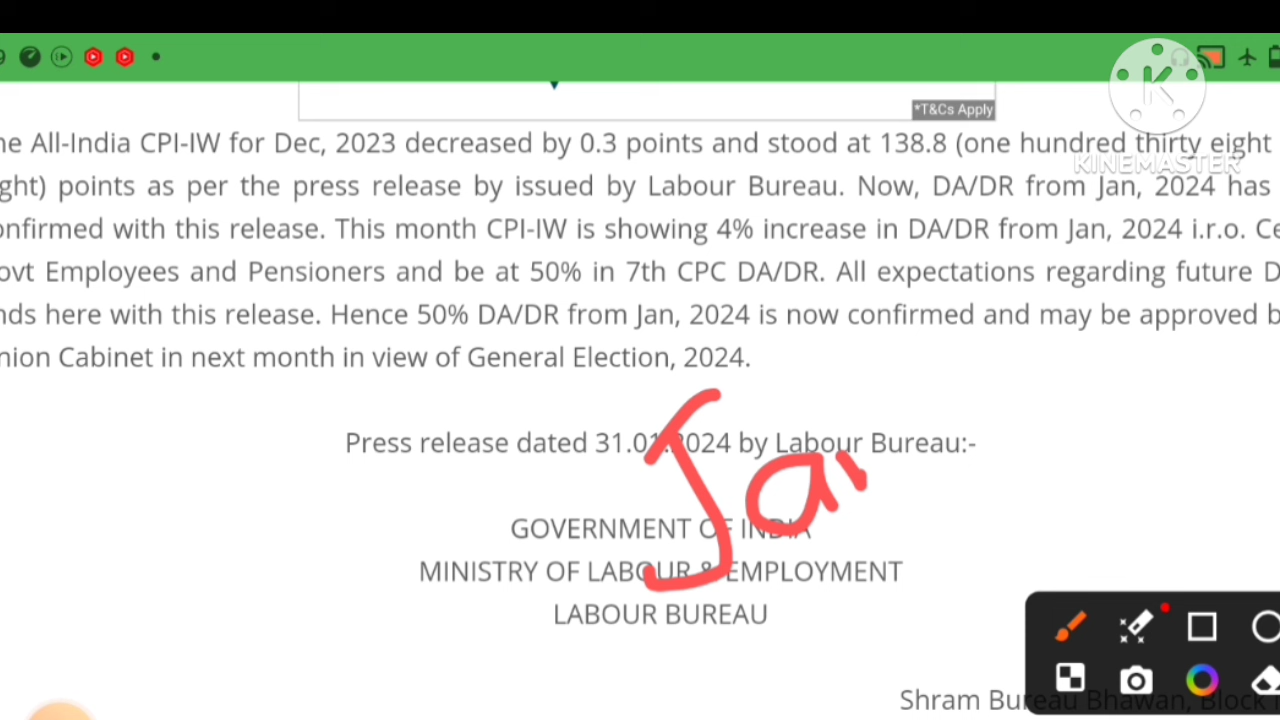 *T&Cs Apply
he All-India CPI-IW for Dec, 2023 decreased by 0.3 points and stood at 138.8 (one hundred thirty eight
ght) points as per the press release by issued by Labour Bureau. Now, DA/DR from Jan, 2024 has
KINEMASTER
onfirmed with this release. This month CPI-IW is showing 4% increase in DA/DR from Jan, 2024 i.r.o. Ce
ovt Employees and Pensioners and be at 50% in 7th CPC DA/DR. All expectations regarding future D
nds here with this release. Hence 50% DA/DR from Jan, 2024 is now confirmed and may be approved b
nion Cabinet in next month in view of General Election, 2024.
Press release dated 31.01.2024 by Labour Bureau:-
Jan
GOVERNMENT OF INDIA
MINISTRY OF LABOUR & EMPLOYMENT
LABOUR BUREAU
Shram Bureau Bhawan, Block